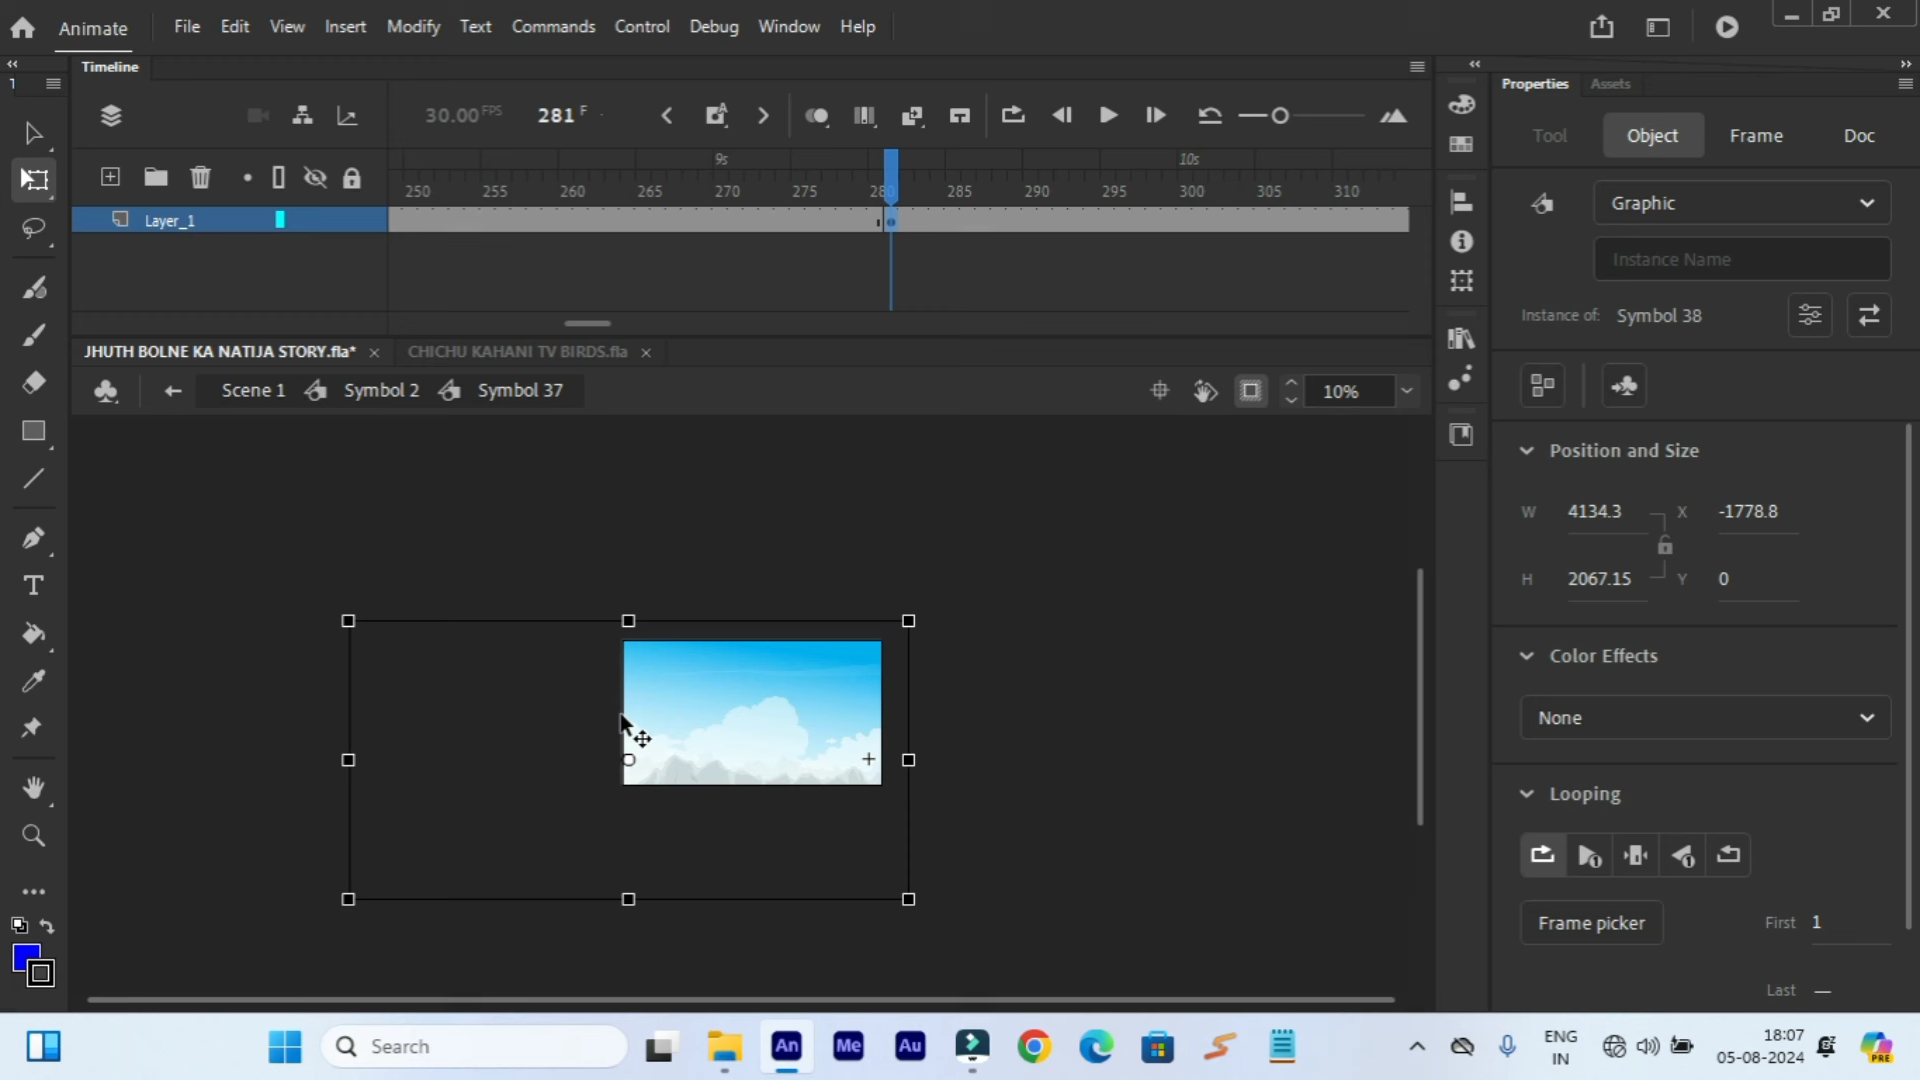 Animate File Edit View Insert Modify Text Commands Control Debug Window Help
Timeline
Properties Assets
30.00 FPS 281 F
Tool Object Frame Doc
9s 10s
250 255 260 265 270 275 280 285 290 295 300 305 310
Layer_1
Graphic
Instance Name
Instance of: Symbol 38
JHUTH BOLNE KA NATIJA STORY.fla* CHICHU KAHANI TV BIRDS.fla
Scene 1 Symbol 2 Symbol 37 10%
Position and Size
W 4134.3 X -1778.8
H 2067.15 Y 0
Color Effects
None
Looping
Frame picker First 1
Last —
Search
An Me Au
ENG
IN
18:07
05-08-2024
PRE